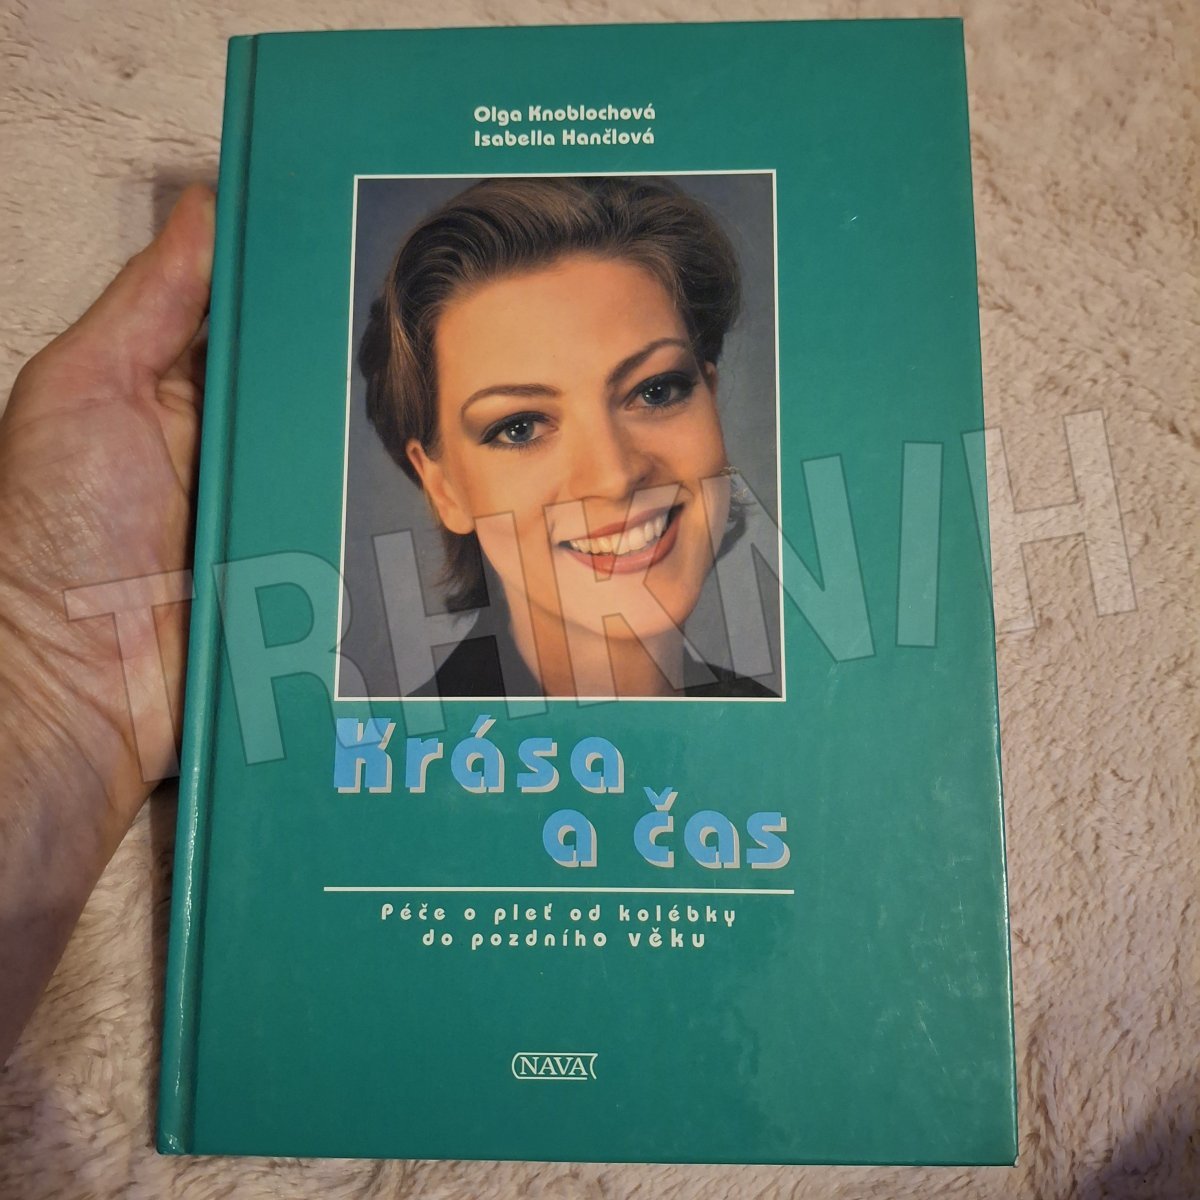 Olga Knoblochová
Isabella Hančlová
TRHKNIH
Krása
a čas
Péče o pleť od kolébky
do pozdního věku
NAVA